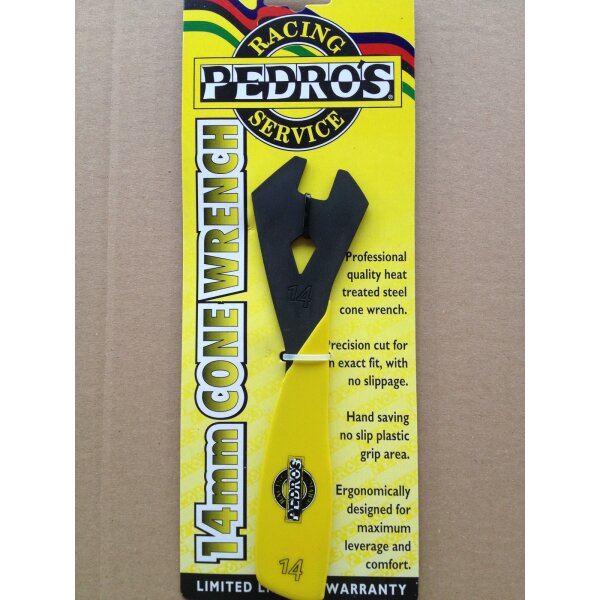 RACING
PEDRO'S
SERVICE
14mm CONE WRENCH
14
Professional
quality heat
treated steel
cone wrench.
recision cut for
n exact fit, with
no slippage.
Hand saving
no slip plastic
grip area.
Ergonomically
designed for
maximum
leverage and
comfort.
PEDRO'S
14
LIMITED WARRANTY